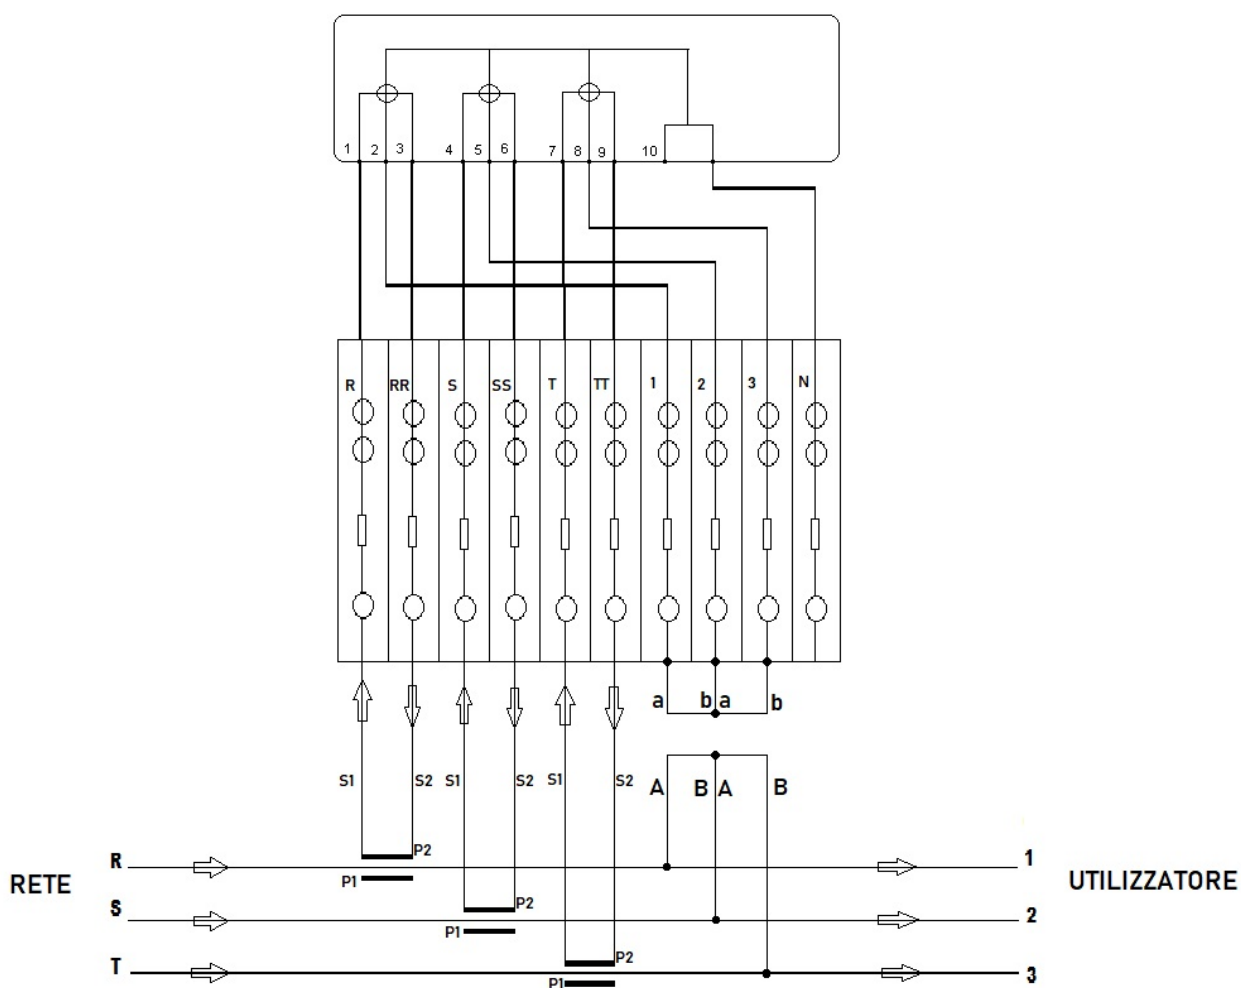 1 2 3 4 5 6 7 8 9 10
R RR S SS T TT 1 2 3 N
a b a b
S1 S2 S1 S2 S1 S2 A B A B
P2
R 1
RETE P1 UTILIZZATORE
P2
S 2
P1
P2
T 3
P1